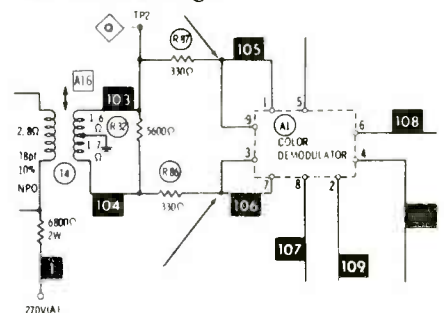 TP2
R87
105
330Ω
A16
103
1.6
Ω
R32
5600Ω
1.7
Ω
2.8Ω
18pf
10%
NPO
14
1
5
9
A1
6
108
COLOR
DEMODULATOR
3
4
7
8
2
R86
330Ω
104
106
107
109
6800Ω
2W
1
270V(A)